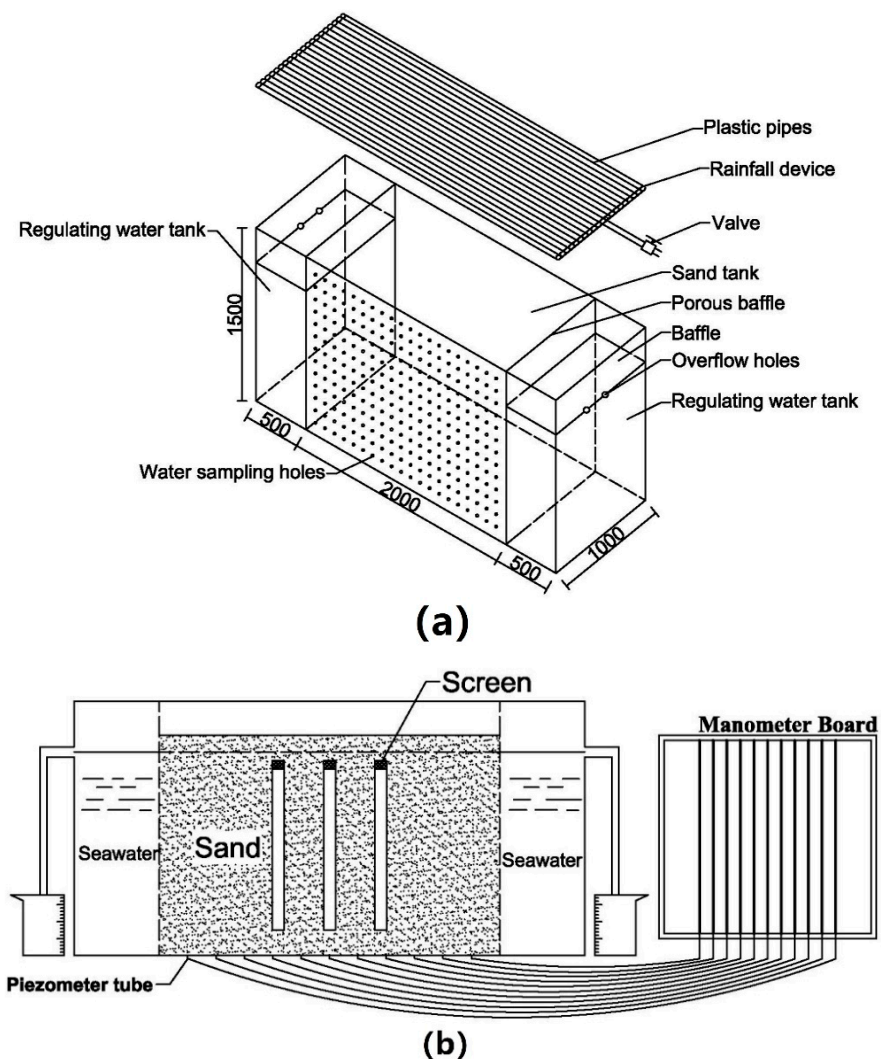 Plastic pipes
Rainfall device
Valve
Regulating water tank
Sand tank
Porous baffle
Baffle
Overflow holes
Regulating water tank
1500
500
Water sampling holes
2000
500
1000
(a)
Screen
Manometer Board
Seawater
Sand
Seawater
Piezometer tube
(b)